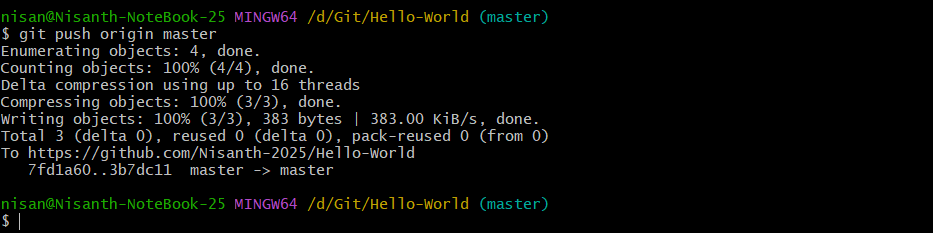 nisan@Nisanth-NoteBook-25 MINGW64 /d/Git/Hello-World (master)
$ git push origin master
Enumerating objects: 4, done.
Counting objects: 100% (4/4), done.
Delta compression using up to 16 threads
Compressing objects: 100% (3/3), done.
Writing objects: 100% (3/3), 383 bytes | 383.00 KiB/s, done.
Total 3 (delta 0), reused 0 (delta 0), pack-reused 0 (from 0)
To https://github.com/Nisanth-2025/Hello-World
   7fd1a60..3b7dc11  master -> master
nisan@Nisanth-NoteBook-25 MINGW64 /d/Git/Hello-World (master)
$